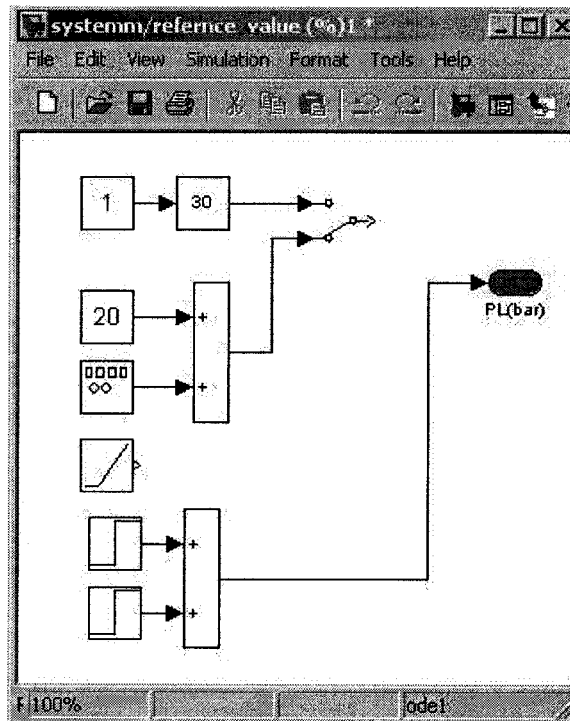 systemm/refernce_value (%)1 *
File Edit View Simulation Format Tools Help
1
30
20
+
+
PL(bar)
+
+
100%
ode1